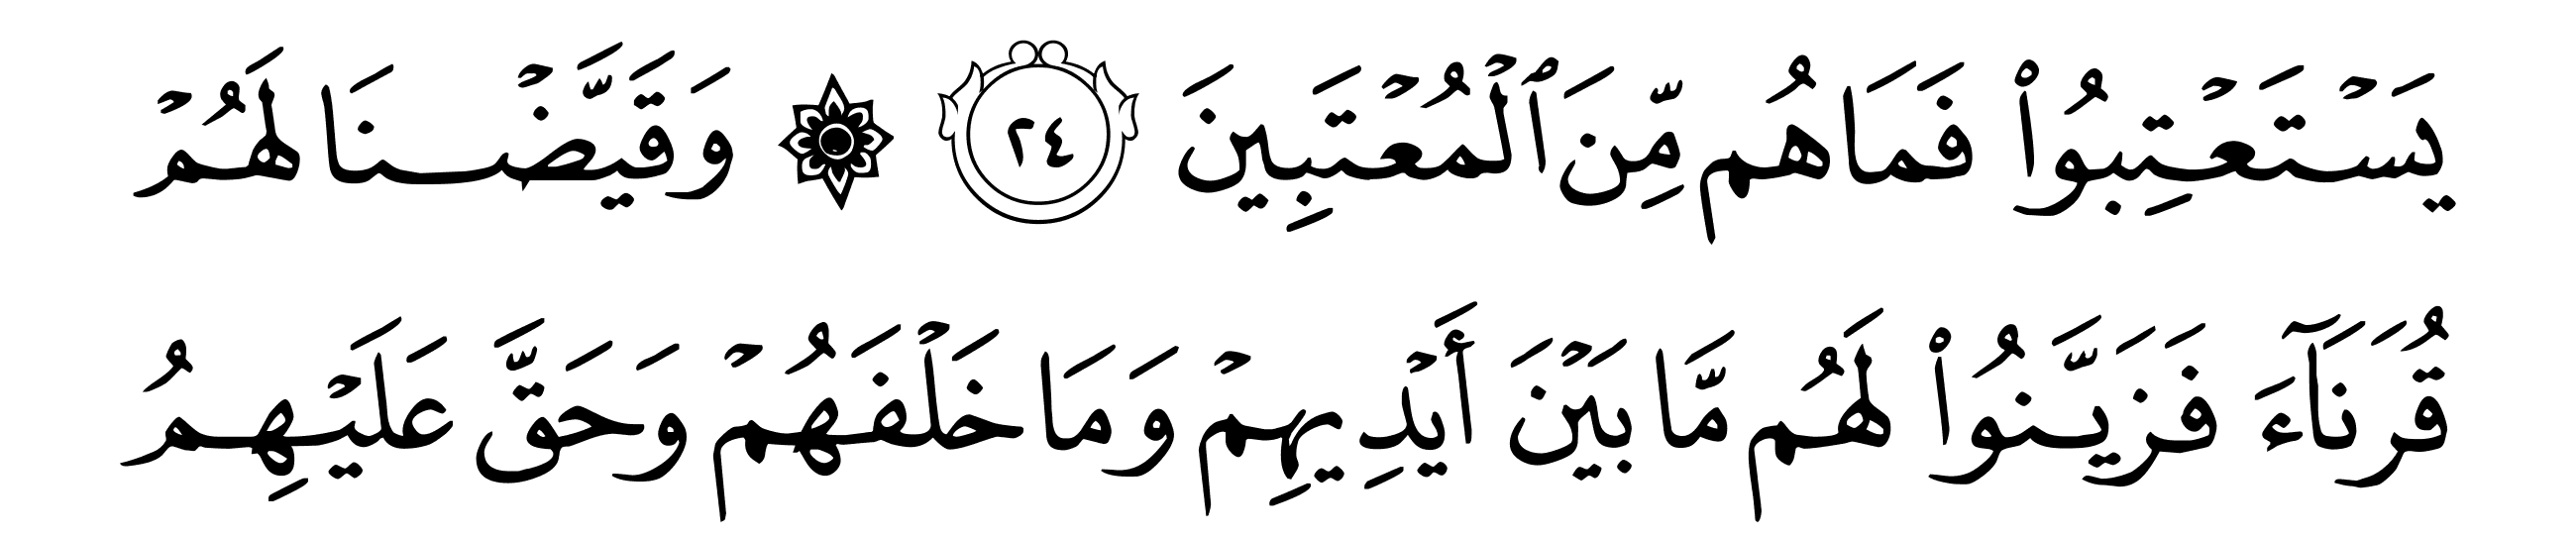 يَسۡتَعۡتِبُواْ فَمَا هُم مِّنَ ٱلۡمُعۡتَبِينَ ٢٤ ۞ وَقَيَّضۡنَا لَهُمۡ
قُرَنَآءَ فَزَيَّنُواْ لَهُم مَّا بَيۡنَ أَيۡدِيهِمۡ وَمَا خَلۡفَهُمۡ وَحَقَّ عَلَيۡهِمُ